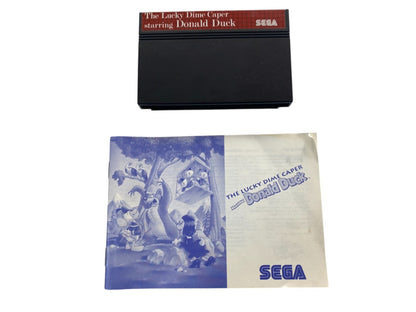 The Lucky Dime Caper
starring Donald Duck
SEGA
THE LUCKY DIME CAPER
Donald Duck
SEGA